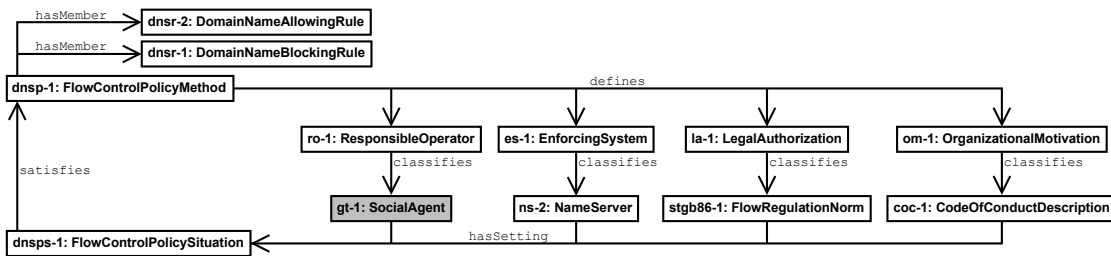 hasMember
dnsr-2: DomainNameAllowingRule
hasMember
dnsr-1: DomainNameBlockingRule
dnsp-1: FlowControlPolicyMethod
defines
ro-1: ResponsibleOperator
es-1: EnforcingSystem
la-1: LegalAuthorization
om-1: OrganizationalMotivation
classifies
classifies
classifies
classifies
satisfies
gt-1: SocialAgent
ns-2: NameServer
stgb86-1: FlowRegulationNorm
coc-1: CodeOfConductDescription
hasSetting
dnsps-1: FlowControlPolicySituation